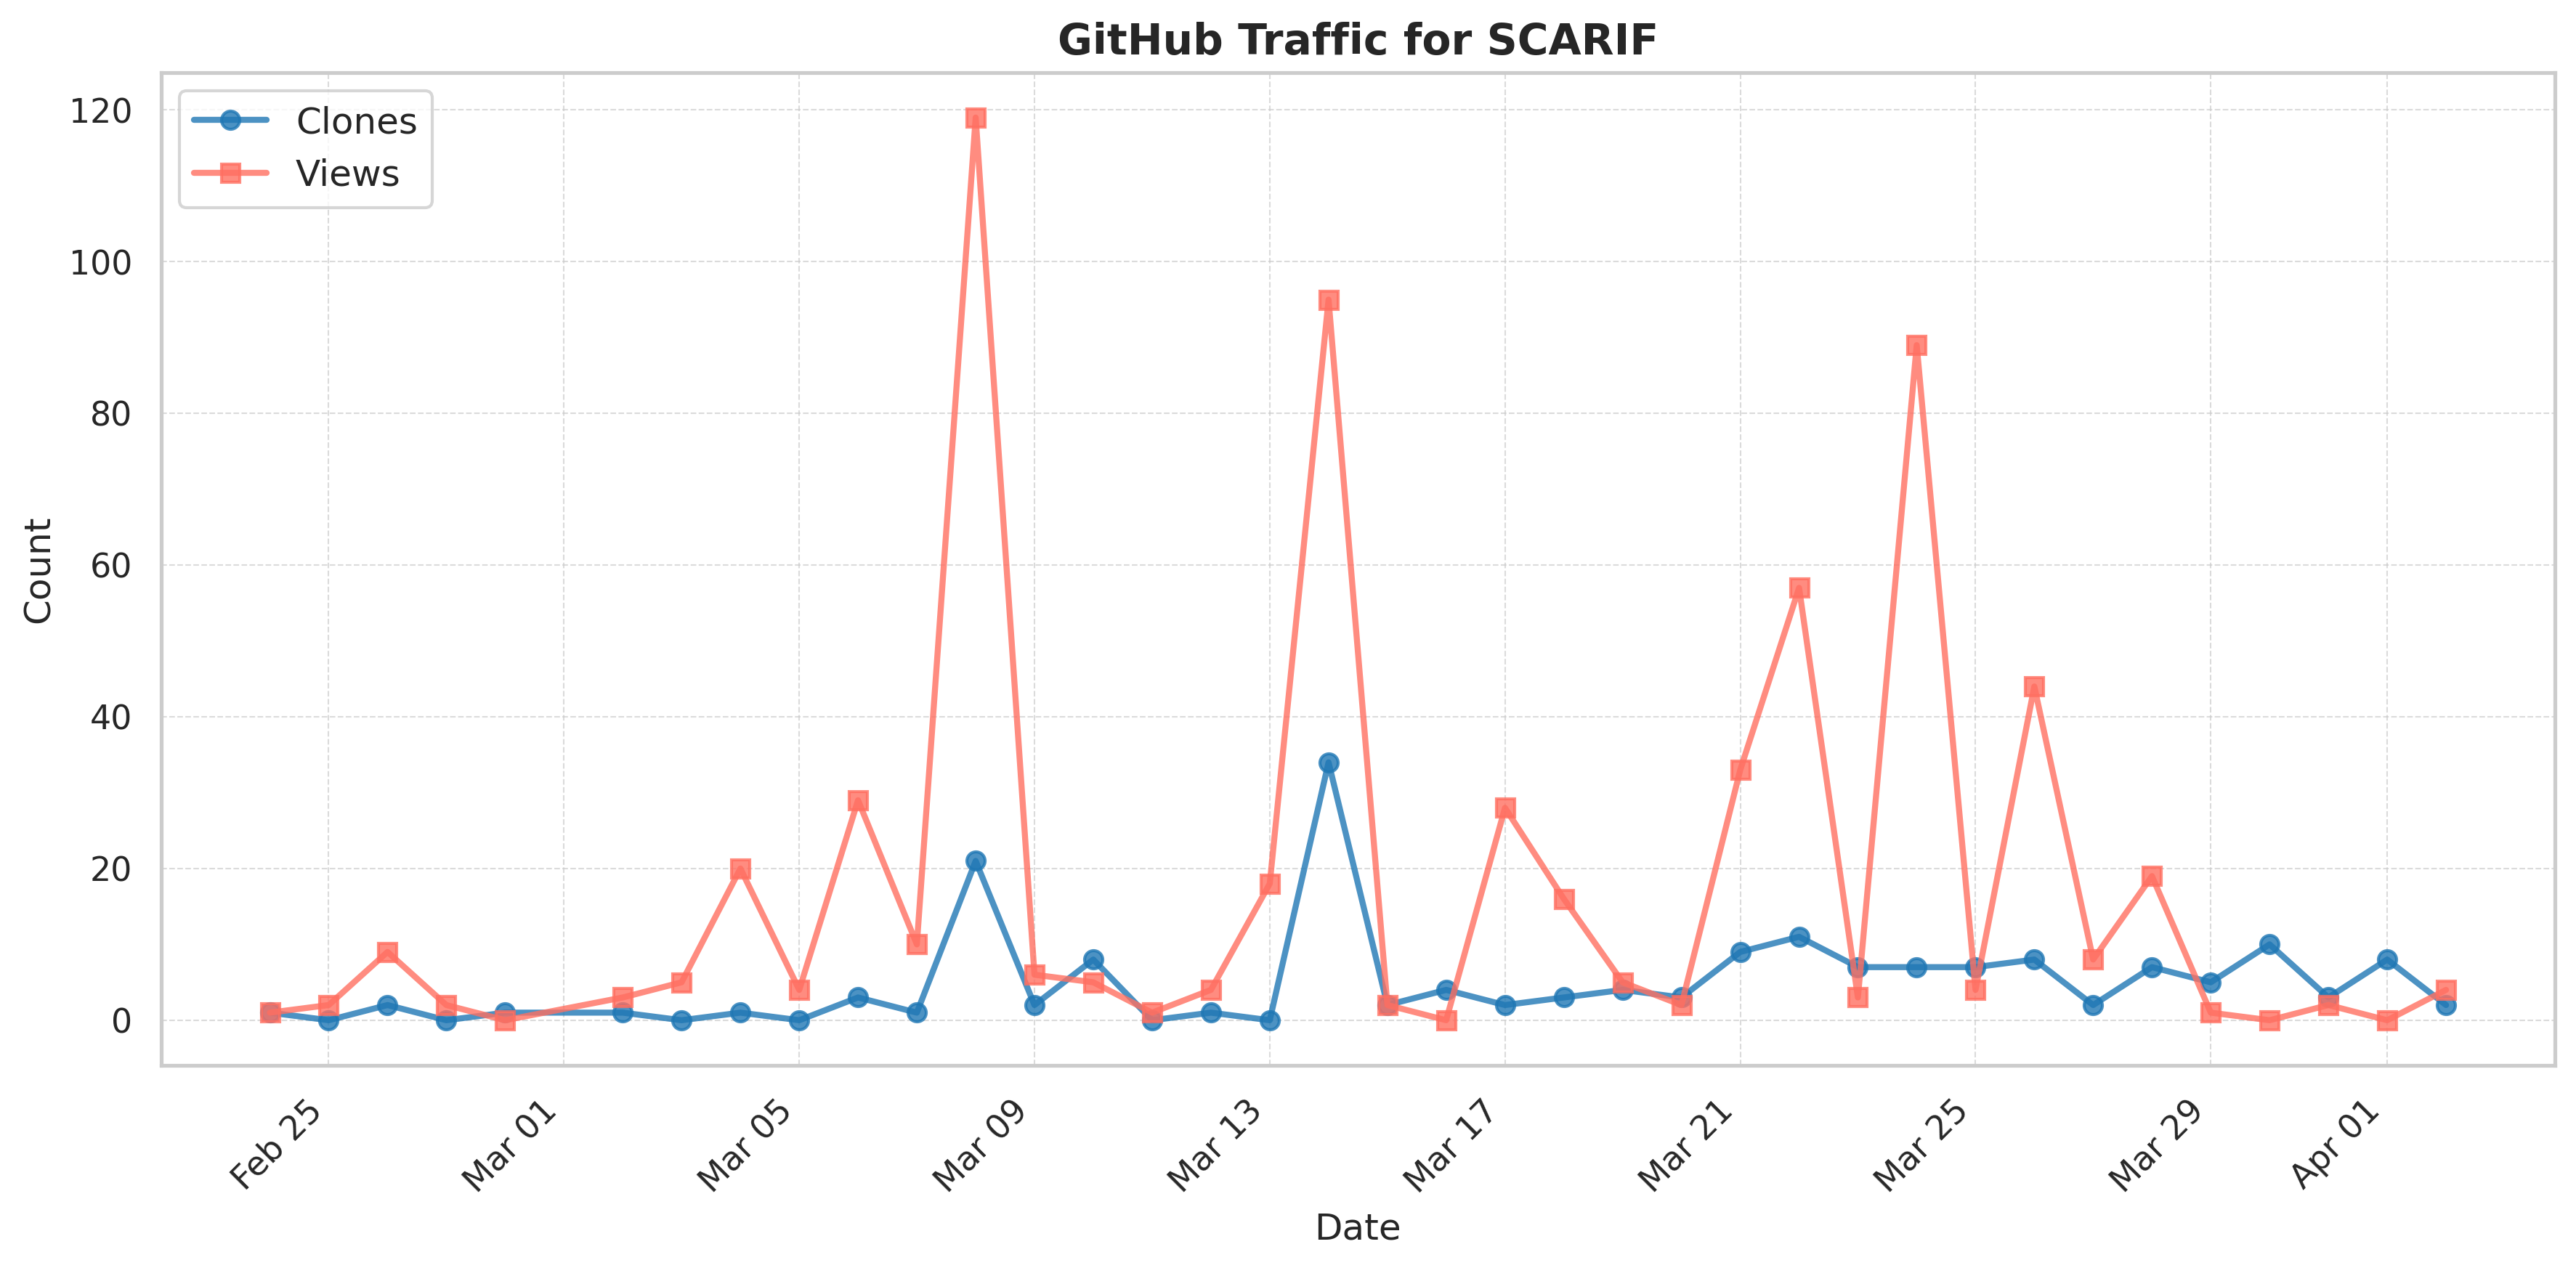 GitHub Traffic for SCARIF
Clones
Views
120
100
80
60
40
20
0
Count
Feb 25
Mar 01
Mar 05
Mar 09
Mar 13
Mar 17
Mar 21
Mar 25
Mar 29
Apr 01
Date